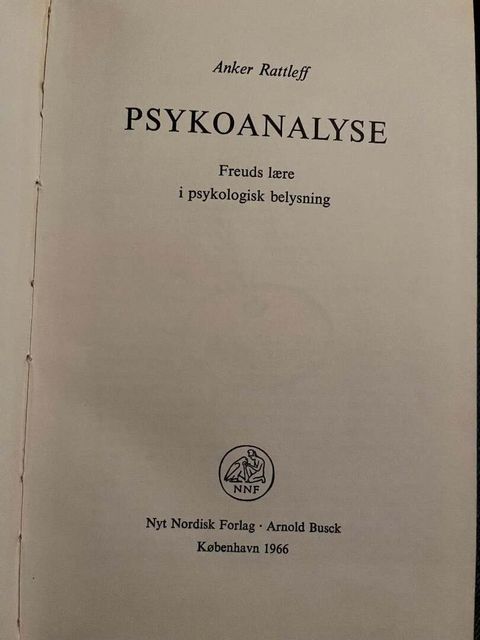 Anker Rattleff
PSYKOANALYSE
Freuds lære
i psykologisk belysning
NNF
Nyt Nordisk Forlag · Arnold Busck
København 1966